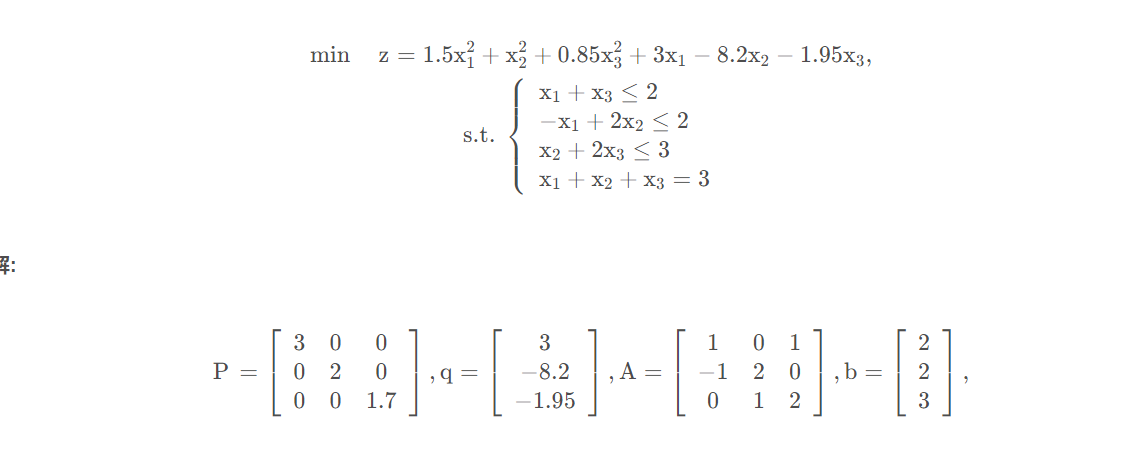 min z = 1.5x₁² + x₂² + 0.85x₃² + 3x₁ − 8.2x₂ − 1.95x₃,
s.t. { x₁ + x₃ ≤ 2
−x₁ + 2x₂ ≤ 2
x₂ + 2x₃ ≤ 3
x₁ + x₂ + x₃ = 3
解:
P = [ 3 0 0 ; 0 2 0 ; 0 0 1.7 ] , q = [ 3 ; −8.2 ; −1.95 ] , A = [ 1 0 1 ; −1 2 0 ; 0 1 2 ] , b = [ 2 ; 2 ; 3 ] ,